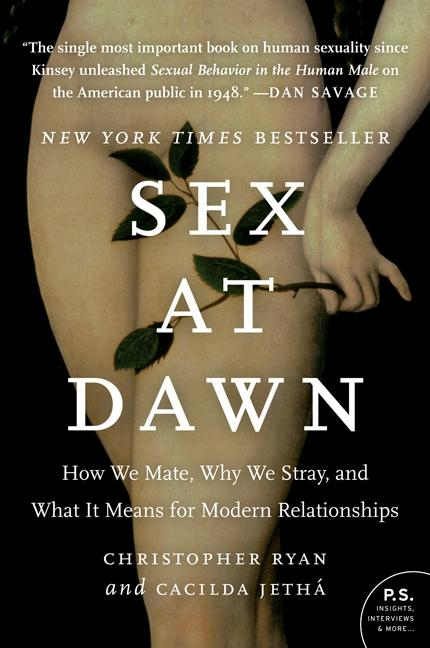 “The single most important book on human sexuality since
Kinsey unleashed Sexual Behavior in the Human Male on
the American public in 1948.” —DAN SAVAGE
NEW YORK TIMES BESTSELLER
SEX
AT
DAWN
How We Mate, Why We Stray, and
What It Means for Modern Relationships
CHRISTOPHER RYAN
and CACILDA JETHÁ
P.S.
INSIGHTS,
INTERVIEWS
& MORE...